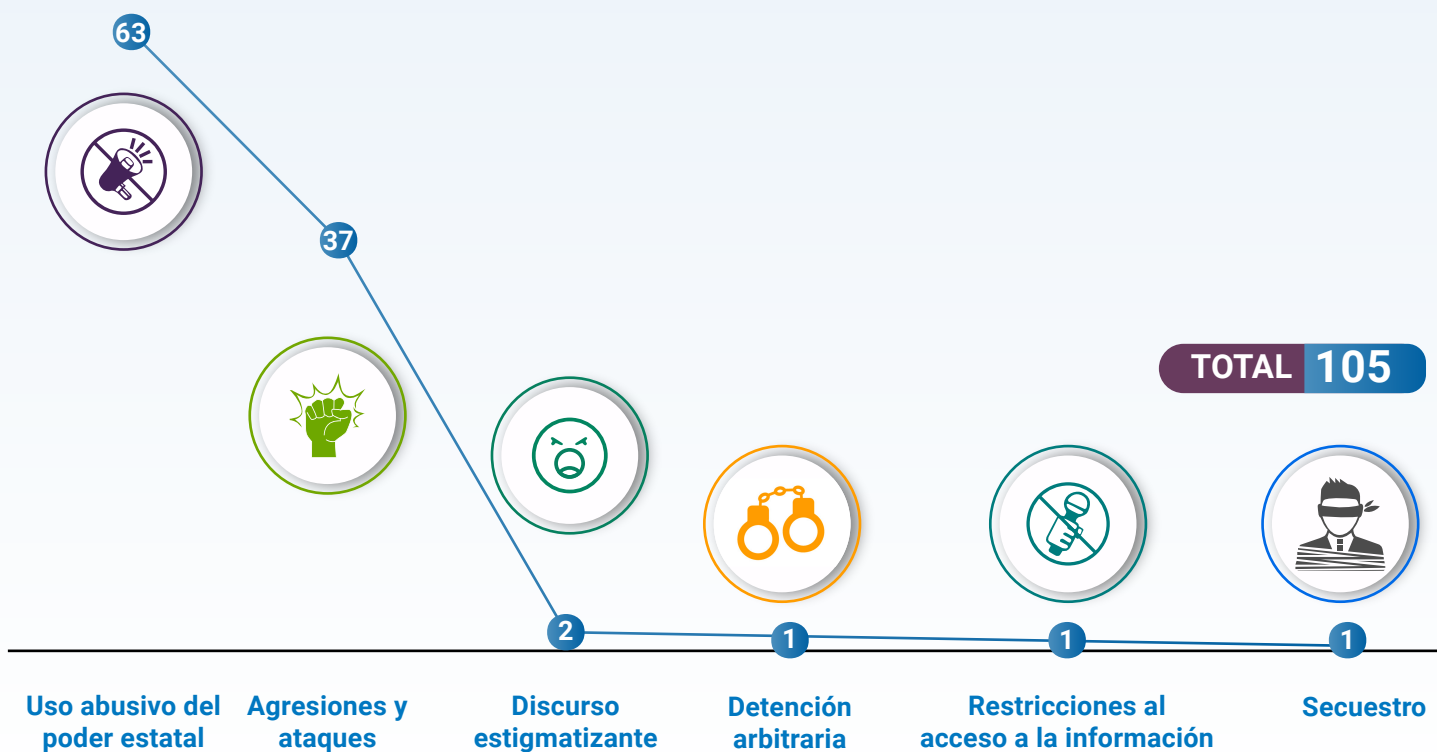 63
37
TOTAL 105
2
1
1
1
Uso abusivo del
poder estatal
Agresiones y
ataques
Discurso
estigmatizante
Detención
arbitraria
Restricciones al
acceso a la información
Secuestro